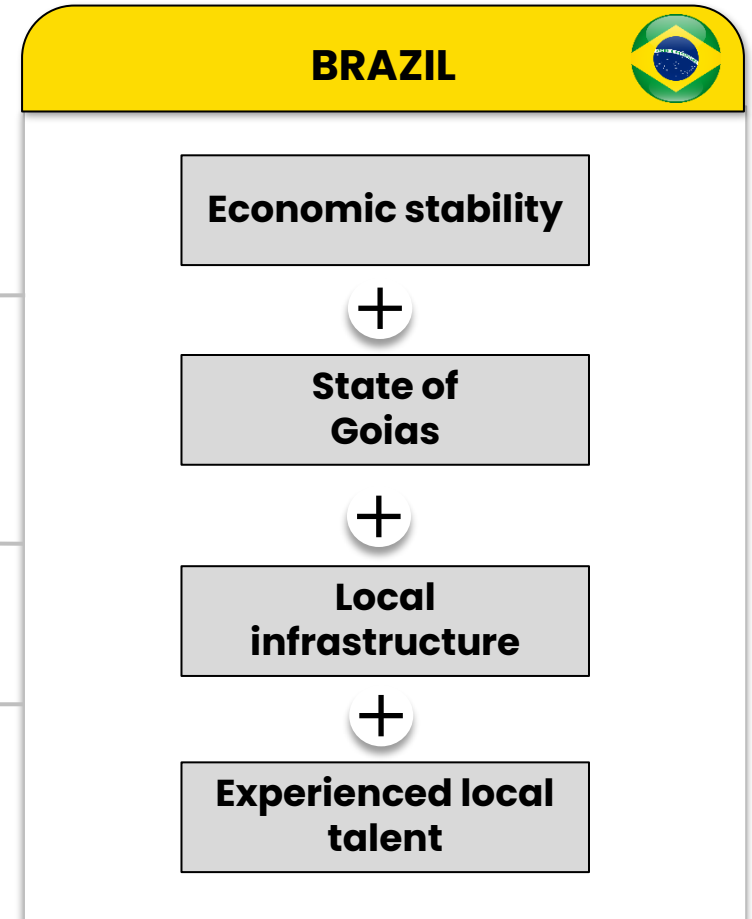 BRAZIL
Economic stability
+
State of
Goias
+
Local
infrastructure
+
Experienced local
talent